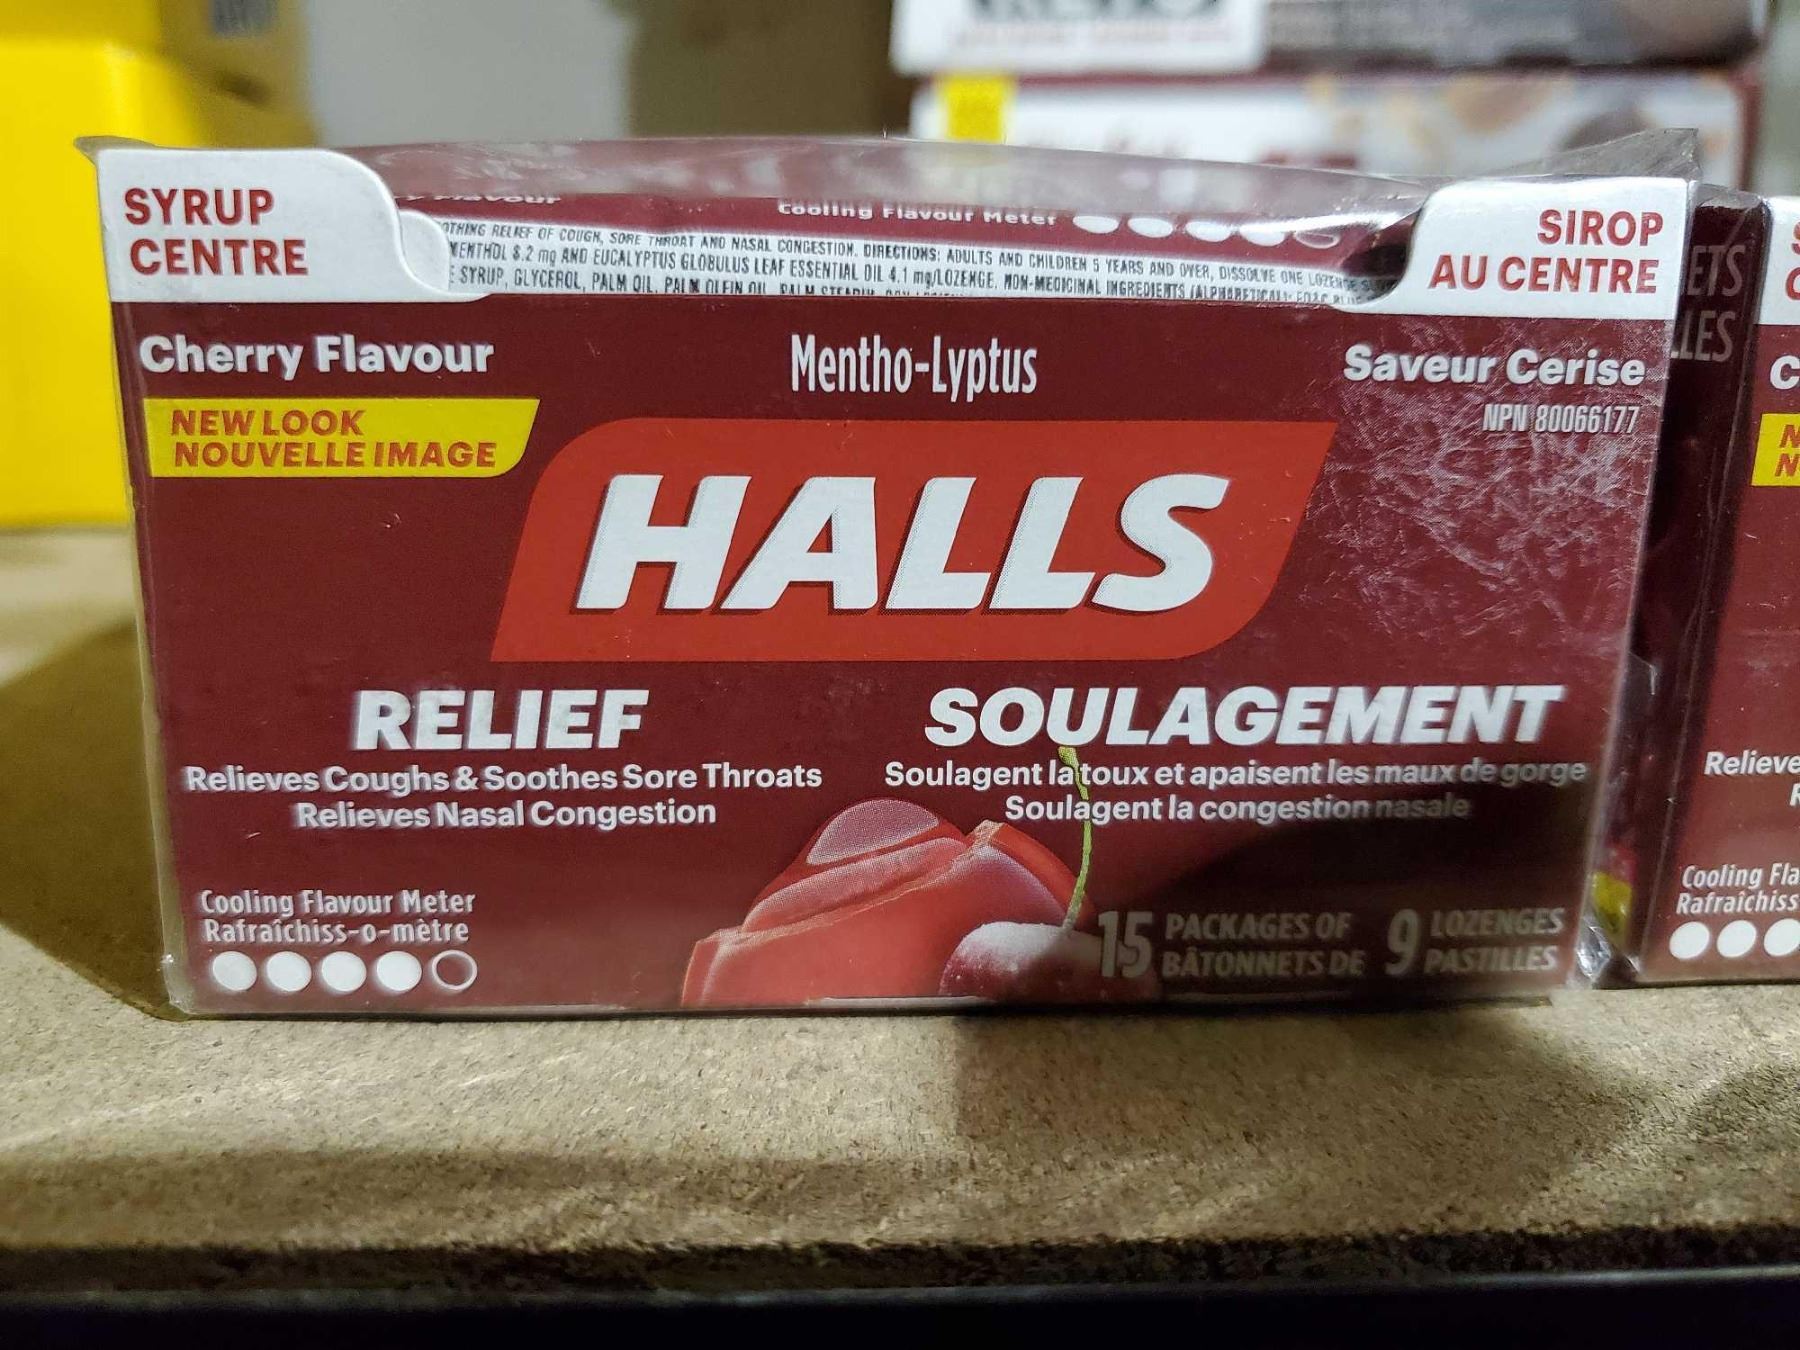 SYRUP
CENTRE
SIROP
AU CENTRE
Cooling Flavour Meter
RELIEF OF COUGH, SORE THROAT AND NASAL CONGESTION. DIRECTIONS: ADULTS AND CHILDREN 5 YEARS AND OVER, DISSOLVE ONE
MENTHOL 8.2 mg AND EUCALYPTUS GLOBULUS LEAF ESSENTIAL OIL 4.1 mg/LOZENGE. NON-MEDICINAL INGREDIENTS
SYRUP, GLYCEROL, PALM OIL, PALM OLEIN OIL
Cherry Flavour
Mentho-Lyptus
Saveur Cerise
NPN 80066177
NEW LOOK
NOUVELLE IMAGE
HALLS
RELIEF
SOULAGEMENT
Relieves Coughs & Soothes Sore Throats
Relieves Nasal Congestion
Soulagent la toux et apaisent les maux de gorge
Soulagent la congestion nasale
Cooling Flavour Meter
Rafraîchiss-o-mètre
15 PACKAGES OF 9 LOZENGES
BÂTONNETS DE PASTILLES